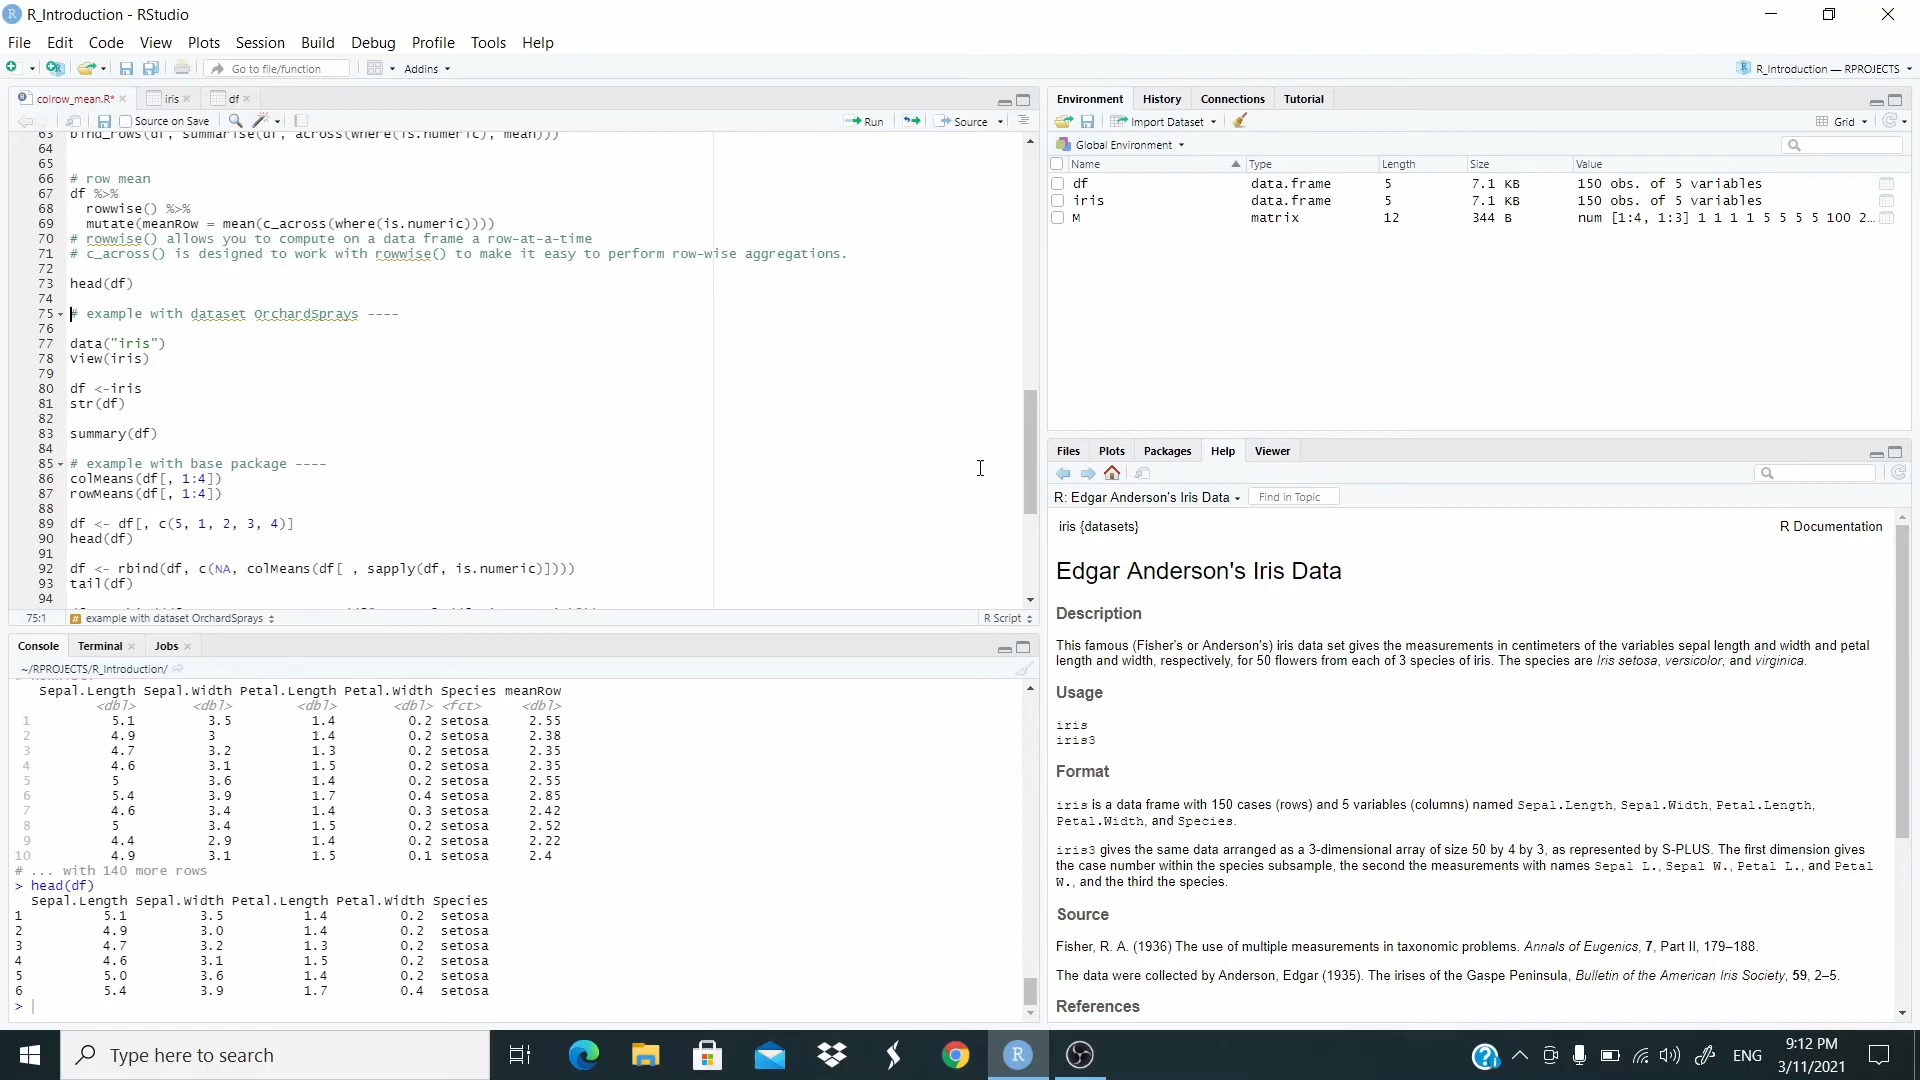 R_Introduction - RStudio
File Edit Code View Plots Session Build Debug Profile Tools Help
Go to file/function Addins R_Introduction — RPROJECTS
colrow_mean.R* iris df
Source on Save Run Source
63 bind_rows(df, summarise(df, across(where(is.numeric), mean)))
64
65
66 # row mean
67 df %>%
68 rowwise() %>%
69 mutate(meanRow = mean(c_across(where(is.numeric))))
70 # rowwise() allows you to compute on a data frame a row-at-a-time
71 # c_across() is designed to work with rowwise() to make it easy to perform row-wise aggregations.
72
73 head(df)
74
75 # example with dataset OrchardSprays ----
76
77 data("iris")
78 View(iris)
79
80 df <-iris
81 str(df)
82
83 summary(df)
84
85 # example with base package ----
86 colMeans(df[, 1:4])
87 rowMeans(df[, 1:4])
88
89 df <- df[, c(5, 1, 2, 3, 4)]
90 head(df)
91
92 df <- rbind(df, c(NA, colMeans(df[ , sapply(df, is.numeric)])))
93 tail(df)
94
75:1 # example with dataset OrchardSprays R Script
Console Terminal Jobs
~/RPROJECTS/R_Introduction/
Sepal.Length Sepal.Width Petal.Length Petal.Width Species meanRow
<dbl> <dbl> <dbl> <dbl> <fct> <dbl>
1 5.1 3.5 1.4 0.2 setosa 2.55
2 4.9 3 1.4 0.2 setosa 2.38
3 4.7 3.2 1.3 0.2 setosa 2.35
4 4.6 3.1 1.5 0.2 setosa 2.35
5 5 3.6 1.4 0.2 setosa 2.55
6 5.4 3.9 1.7 0.4 setosa 2.85
7 4.6 3.4 1.4 0.3 setosa 2.42
8 5 3.4 1.5 0.2 setosa 2.52
9 4.4 2.9 1.4 0.2 setosa 2.22
10 4.9 3.1 1.5 0.1 setosa 2.4
# ... with 140 more rows
> head(df)
Sepal.Length Sepal.Width Petal.Length Petal.Width Species
1 5.1 3.5 1.4 0.2 setosa
2 4.9 3.0 1.4 0.2 setosa
3 4.7 3.2 1.3 0.2 setosa
4 4.6 3.1 1.5 0.2 setosa
5 5.0 3.6 1.4 0.2 setosa
6 5.4 3.9 1.7 0.4 setosa
>
Environment History Connections Tutorial
Import Dataset Grid
Global Environment
Name Type Length Size Value
df data.frame 5 7.1 KB 150 obs. of 5 variables
iris data.frame 5 7.1 KB 150 obs. of 5 variables
M matrix 12 344 B num [1:4, 1:3] 1 1 1 1 5 5 5 5 100 2...
Files Plots Packages Help Viewer
R: Edgar Anderson's Iris Data Find in Topic
iris {datasets} R Documentation
Edgar Anderson's Iris Data
Description
This famous (Fisher's or Anderson's) iris data set gives the measurements in centimeters of the variables sepal length and width and petal
length and width, respectively, for 50 flowers from each of 3 species of iris. The species are Iris setosa, versicolor, and virginica.
Usage
iris
iris3
Format
iris is a data frame with 150 cases (rows) and 5 variables (columns) named Sepal.Length, Sepal.Width, Petal.Length,
Petal.Width, and Species.
iris3 gives the same data arranged as a 3-dimensional array of size 50 by 4 by 3, as represented by S-PLUS. The first dimension gives
the case number within the species subsample, the second the measurements with names Sepal L., Sepal W., Petal L., and Petal
W., and the third the species.
Source
Fisher, R. A. (1936) The use of multiple measurements in taxonomic problems. Annals of Eugenics, 7, Part II, 179–188.
The data were collected by Anderson, Edgar (1935). The irises of the Gaspe Peninsula, Bulletin of the American Iris Society, 59, 2–5.
References
Type here to search
ENG
9:12 PM
3/11/2021